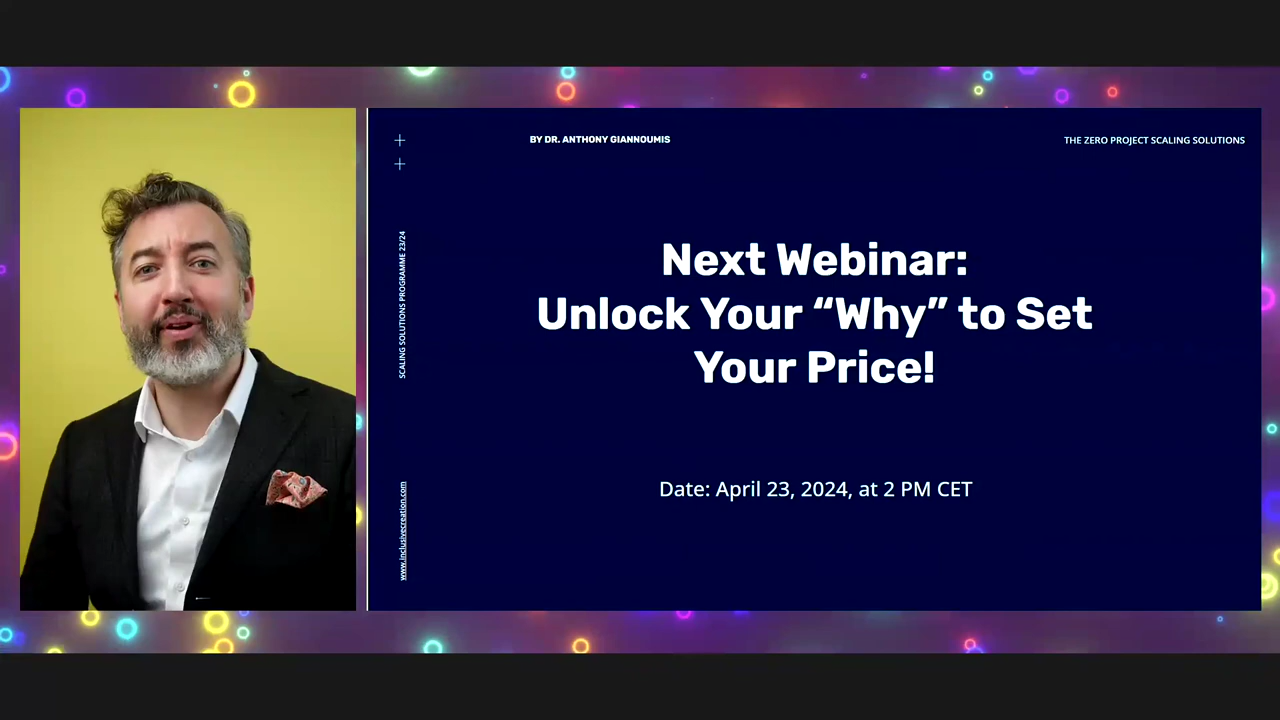 BY DR. ANTHONY GIANNOUMIS
THE ZERO PROJECT SCALING SOLUTIONS
SCALING SOLUTIONS PROGRAMME 23/24
Next Webinar:
Unlock Your “Why” to Set
Your Price!
Date: April 23, 2024, at 2 PM CET
www.inclusivecreation.com